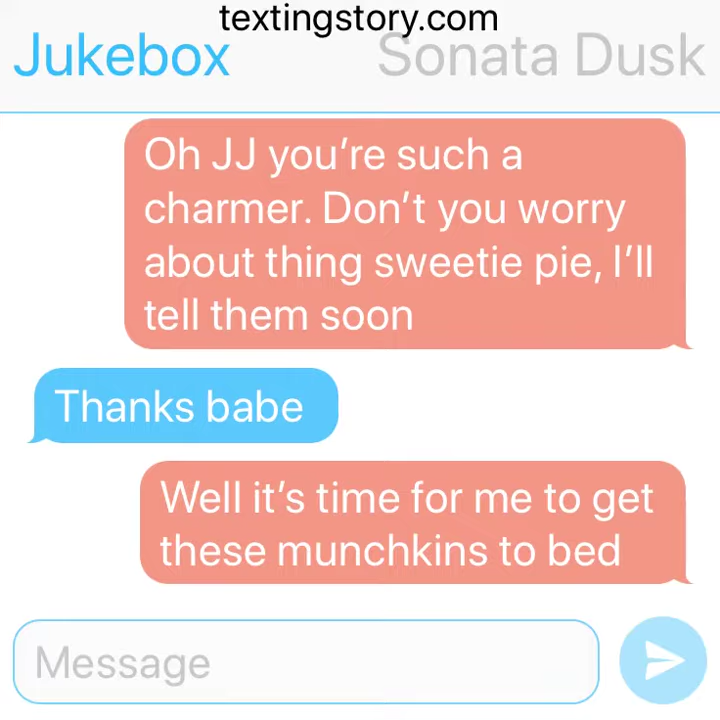 textingstory.com
Jukebox Sonata Dusk
Oh JJ you’re such a
charmer. Don’t you worry
about thing sweetie pie, I’ll
tell them soon
Thanks babe
Well it’s time for me to get
these munchkins to bed
Message